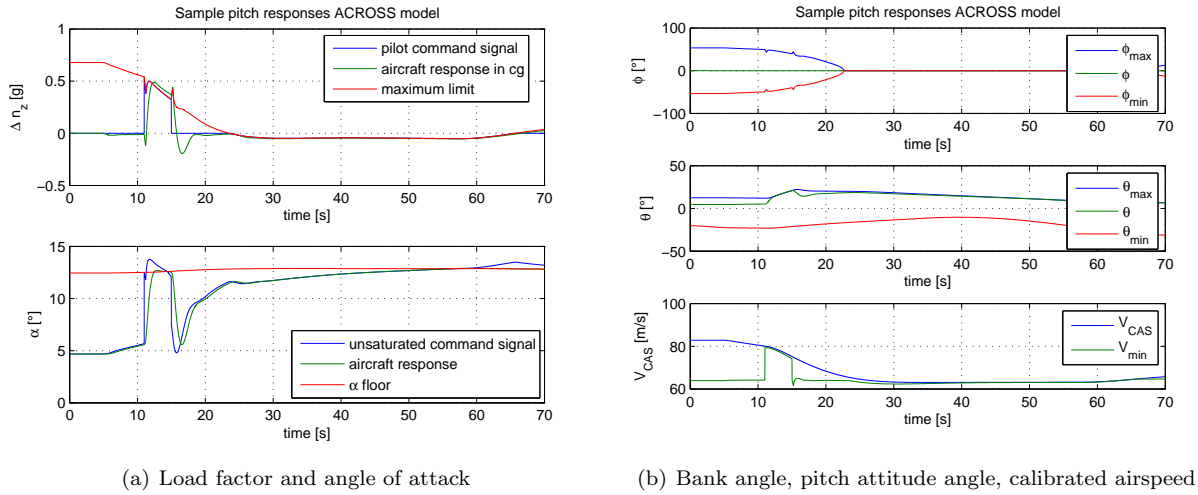 Sample pitch responses ACROSS model
1
0.5
0
−0.5
Δ n_z [g]
pilot command signal
aircraft response in cg
maximum limit
0 10 20 30 40 50 60 70
time [s]
15
10
5
0
α [°]
unsaturated command signal
aircraft response
α floor
0 10 20 30 40 50 60 70
time [s]
(a) Load factor and angle of attack
Sample pitch responses ACROSS model
100
0
−100
ϕ [°]
ϕ_max
ϕ
ϕ_min
0 10 20 30 40 50 60 70
time [s]
50
0
−50
θ [°]
θ_max
θ
θ_min
0 10 20 30 40 50 60 70
time [s]
100
80
60
V_CAS [m/s]
V_CAS
V_min
0 10 20 30 40 50 60 70
time [s]
(b) Bank angle, pitch attitude angle, calibrated airspeed